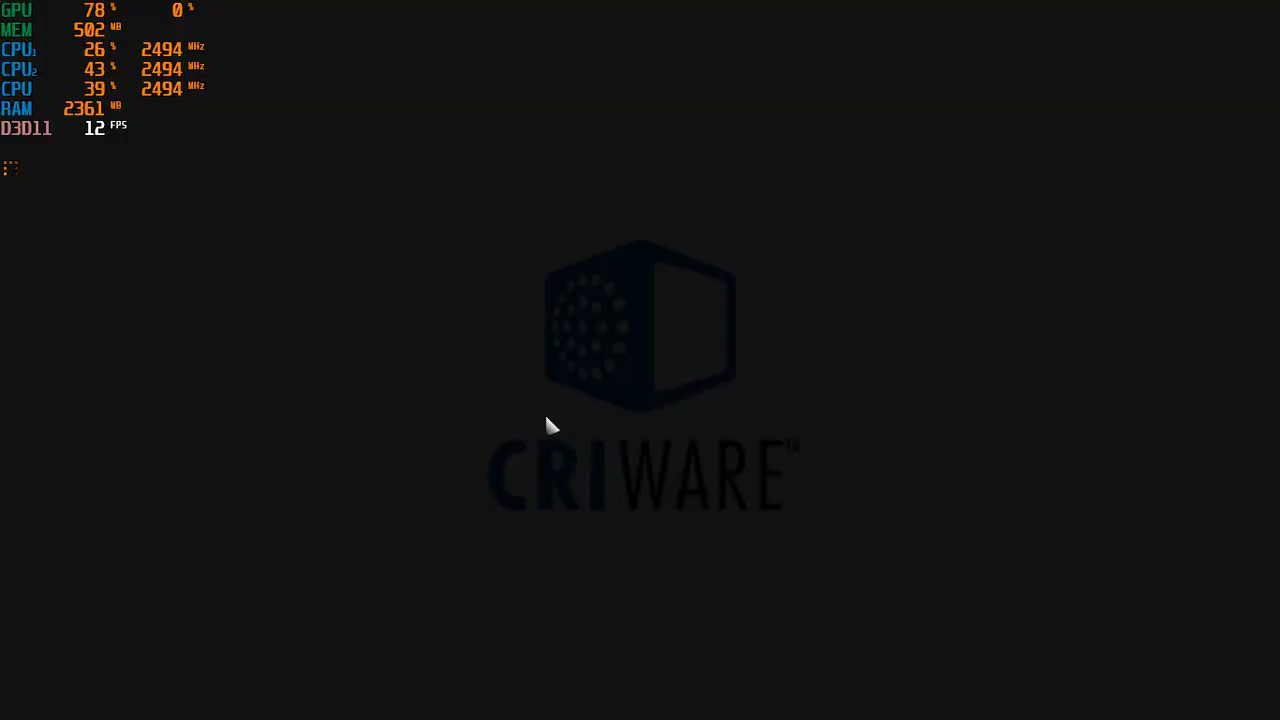 GPU 78 % 0 %
MEM 502 MB
CPU1 26 % 2494 MHz
CPU2 43 % 2494 MHz
CPU 39 % 2494 MHz
RAM 2361 MB
D3D11 12 FPS
CRIWARE™